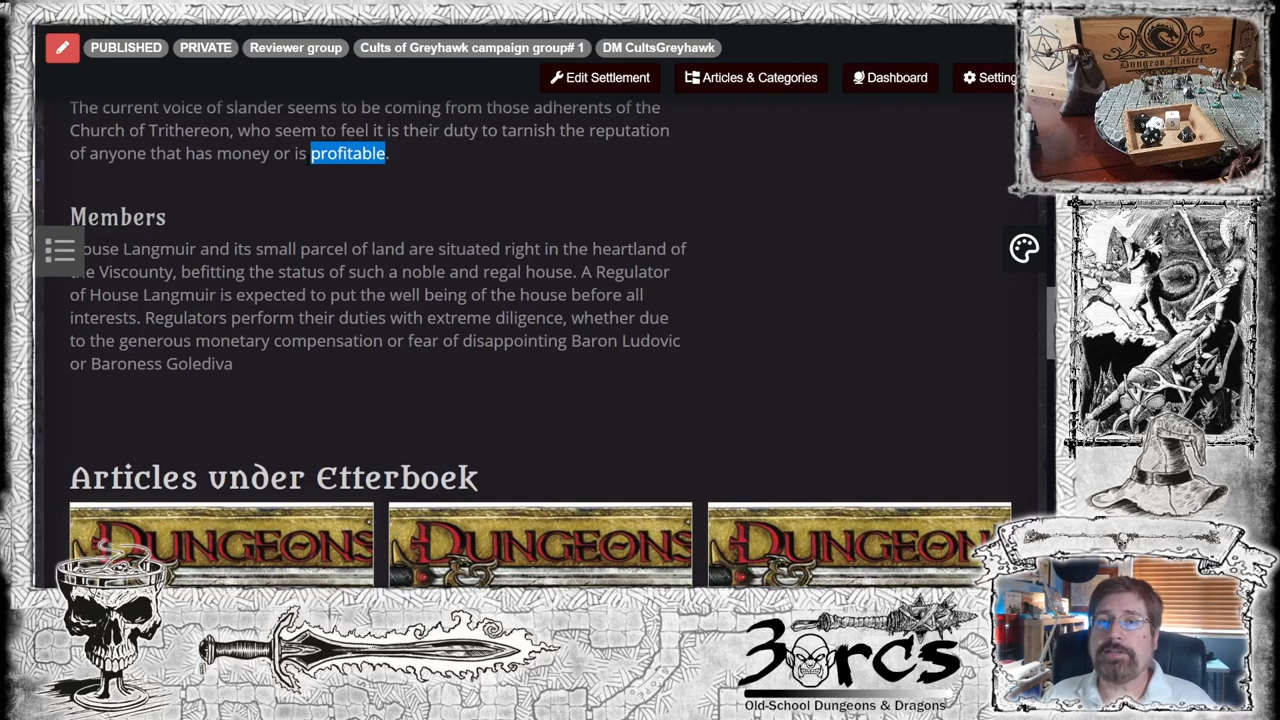 PUBLISHED PRIVATE Reviewer group Cults of Greyhawk campaign group# 1 DM CultsGreyhawk
Edit Settlement Articles & Categories Dashboard Setting
The current voice of slander seems to be coming from those adherents of the
Church of Trithereon, who seem to feel it is their duty to tarnish the reputation
of anyone that has money or is profitable.
Members
House Langmuir and its small parcel of land are situated right in the heartland of
the Viscounty, befitting the status of such a noble and regal house. A Regulator
of House Langmuir is expected to put the well being of the house before all
interests. Regulators perform their duties with extreme diligence, whether due
to the generous monetary compensation or fear of disappointing Baron Ludovic
or Baroness Golediva
Articles under Etterboek
DUNGEONS DUNGEONS DUNGEON
Dungeon Master
3 orcs
Old-School Dungeons & Dragons